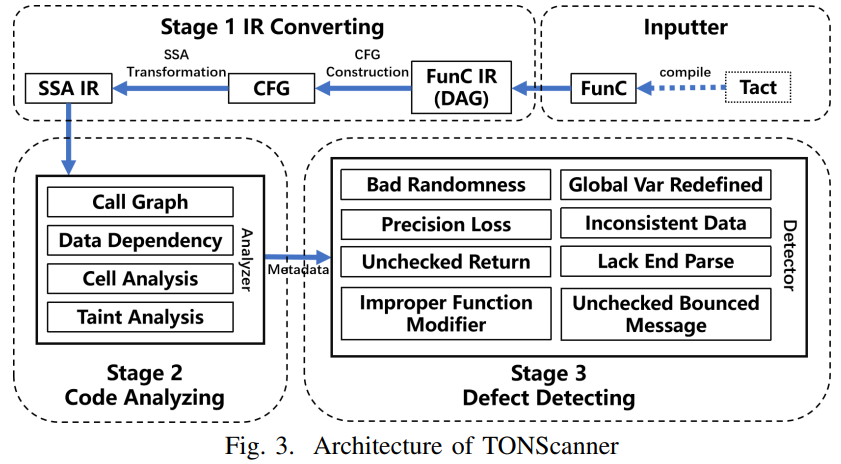 Stage 1 IR Converting
Inputter
SSA
Transformation
CFG
Construction
compile
SSA IR
CFG
FunC IR
(DAG)
FunC
Tact
Call Graph
Data Dependency
Cell Analysis
Taint Analysis
Analyzer
Metadata
Stage 2
Code Analyzing
Bad Randomness
Global Var Redefined
Precision Loss
Inconsistent Data
Unchecked Return
Lack End Parse
Improper Function
Modifier
Unchecked Bounced
Message
Detector
Stage 3
Defect Detecting
Fig. 3. Architecture of TONScanner